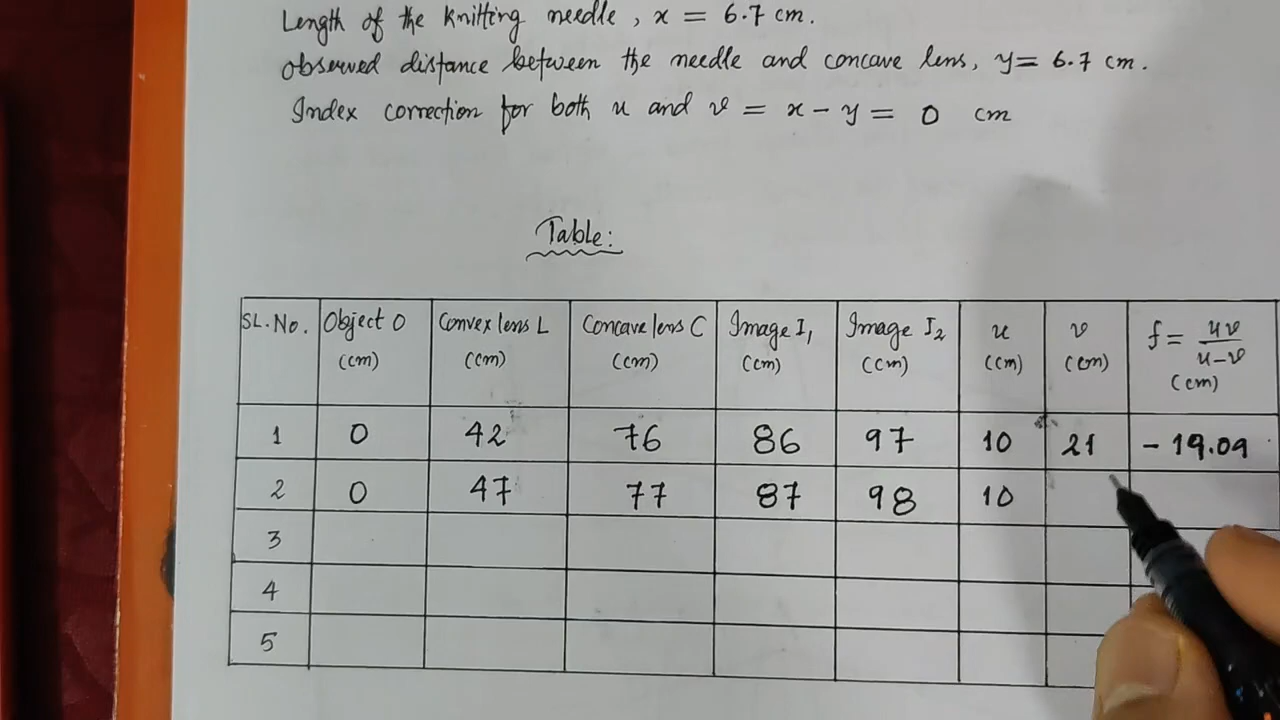 Length of the knitting needle, x = 6.7 cm.
Observed distance between the needle and concave lens, y = 6.7 cm.
Index correction for both u and v = x - y = 0 cm
Table:
SL. No. Object O (cm) Convex lens L (cm) Concave lens C (cm) Image I₁ (cm) Image I₂ (cm) u (cm) v (cm) f = uv/u-v (cm)
1 0 42 76 86 97 10 21 - 19.09
2 0 47 77 87 98 10
3
4
5